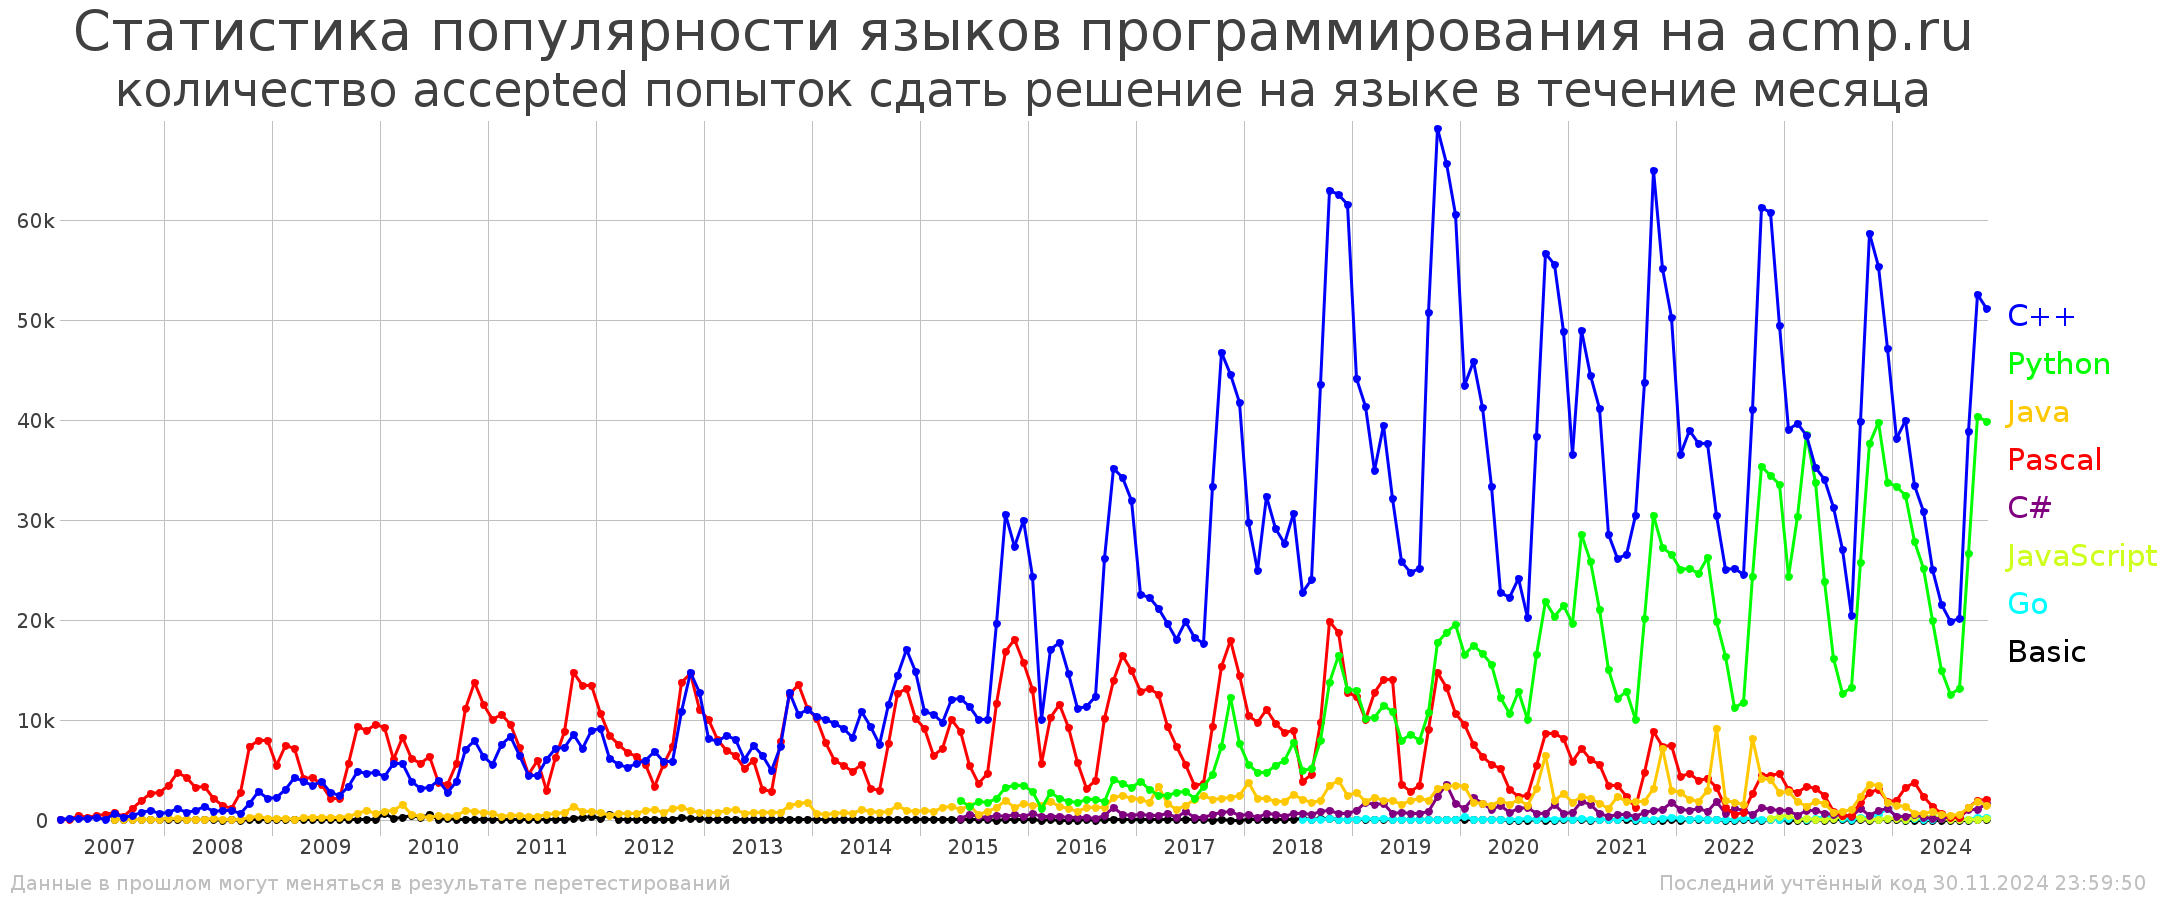 Статистика популярности языков программирования на acmp.ru
количество accepted попыток сдать решение на языке в течение месяца
60k
50k
40k
30k
20k
10k
0
2007 2008 2009 2010 2011 2012 2013 2014 2015 2016 2017 2018 2019 2020 2021 2022 2023 2024
C++
Python
Java
Pascal
C#
JavaScript
Go
Basic
Данные в прошлом могут меняться в результате перетестирований
Последний учтённый код 30.11.2024 23:59:50